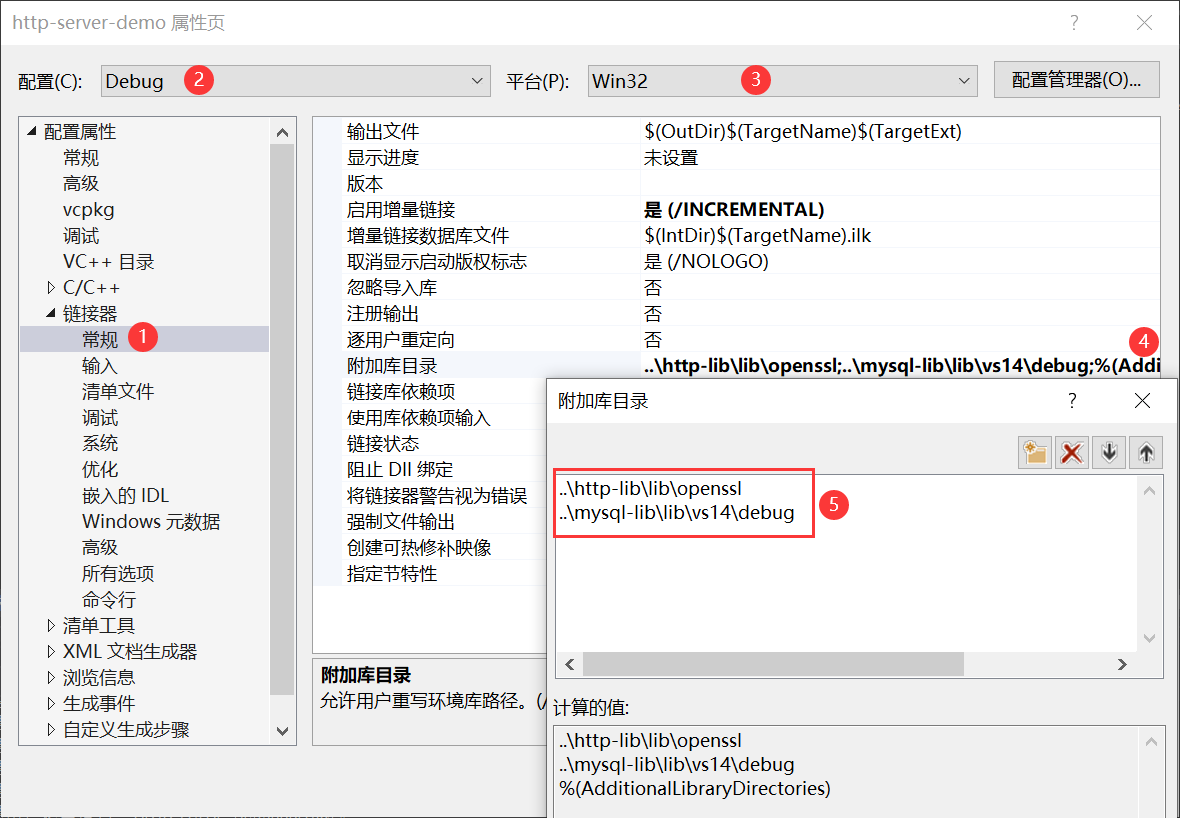 http-server-demo 属性页
配置(C):
Debug
2
平台(P):
Win32
3
配置管理器(O)...
配置属性
常规
高级
vcpkg
调试
VC++ 目录
C/C++
链接器
常规
1
输入
清单文件
调试
系统
优化
嵌入的 IDL
Windows 元数据
高级
所有选项
命令行
清单工具
XML 文档生成器
浏览信息
生成事件
自定义生成步骤
输出文件 $(OutDir)$(TargetName)$(TargetExt)
显示进度 未设置
版本
启用增量链接 是 (/INCREMENTAL)
增量链接数据库文件 $(IntDir)$(TargetName).ilk
取消显示启动版权标志 是 (/NOLOGO)
忽略导入库 否
注册输出 否
逐用户重定向 否
4
附加库目录 ..\http-lib\lib\openssl;..\mysql-lib\lib\vs14\debug;%(Addi
链接库依赖项
使用库依赖项输入
链接状态
阻止 Dll 绑定
将链接器警告视为错误
强制文件输出
创建可热修补映像
指定节特性
附加库目录
允许用户重写环境库路径。(/
附加库目录
..\http-lib\lib\openssl
..\mysql-lib\lib\vs14\debug
5
计算的值:
..\http-lib\lib\openssl
..\mysql-lib\lib\vs14\debug
%(AdditionalLibraryDirectories)